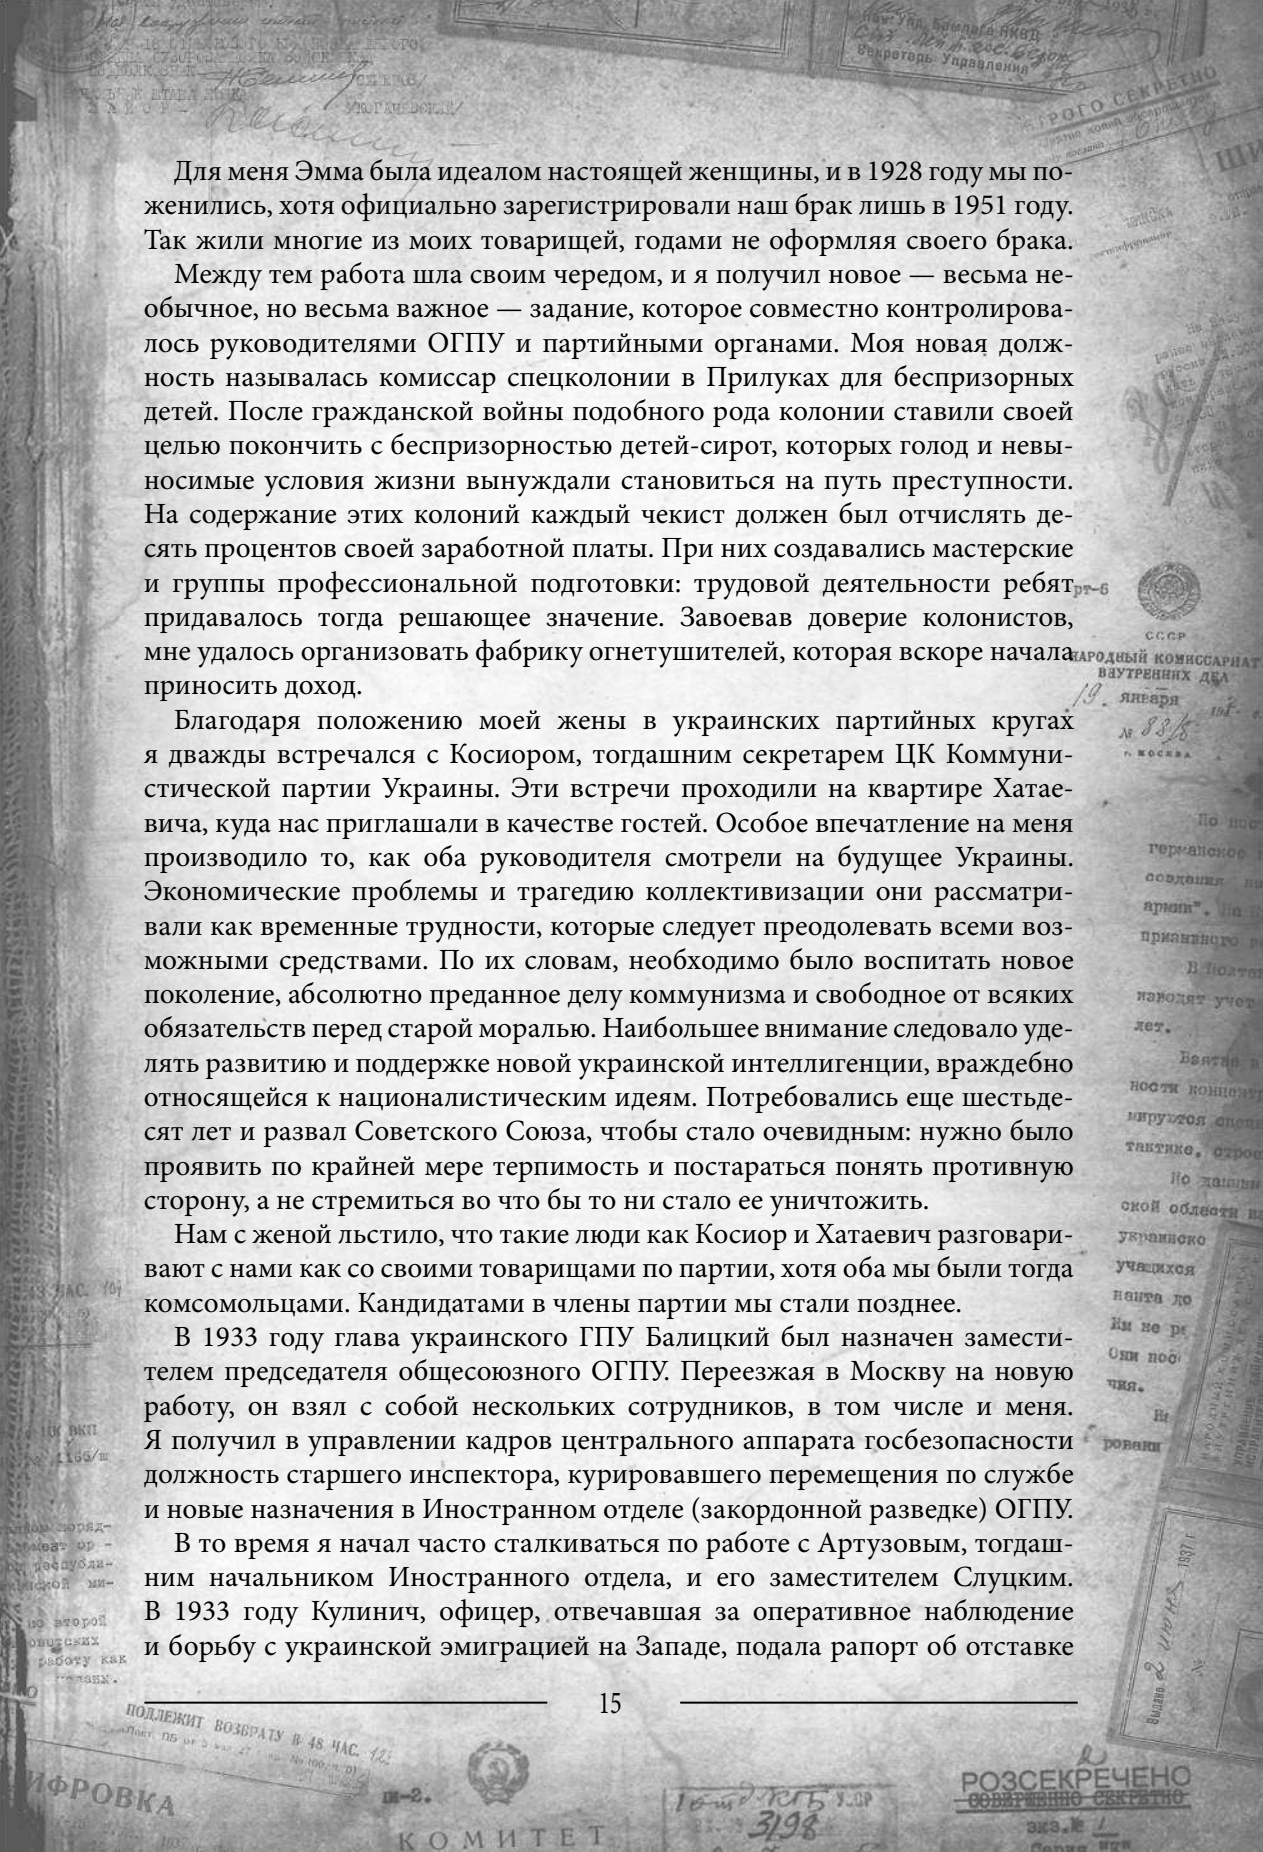 Для меня Эмма была идеалом настоящей женщины, и в 1928 году мы по-
женились, хотя официально зарегистрировали наш брак лишь в 1951 году.
Так жили многие из моих товарищей, годами не оформляя своего брака.
Между тем работа шла своим чередом, и я получил новое — весьма не-
обычное, но весьма важное — задание, которое совместно контролирова-
лось руководителями ОГПУ и партийными органами. Моя новая долж-
ность называлась комиссар спецколонии в Прилуках для беспризорных
детей. После гражданской войны подобного рода колонии ставили своей
целью покончить с беспризорностью детей-сирот, которых голод и невы-
носимые условия жизни вынуждали становиться на путь преступности.
На содержание этих колоний каждый чекист должен был отчислять де-
сять процентов своей заработной платы. При них создавались мастерские
и группы профессиональной подготовки: трудовой деятельности ребят
придавалось тогда решающее значение. Завоевав доверие колонистов,
мне удалось организовать фабрику огнетушителей, которая вскоре начала
приносить доход.
Благодаря положению моей жены в украинских партийных кругах
я дважды встречался с Косиором, тогдашним секретарем ЦК Коммуни-
стической партии Украины. Эти встречи проходили на квартире Хатае-
вича, куда нас приглашали в качестве гостей. Особое впечатление на меня
производило то, как оба руководителя смотрели на будущее Украины.
Экономические проблемы и трагедию коллективизации они рассматри-
вали как временные трудности, которые следует преодолевать всеми воз-
можными средствами. По их словам, необходимо было воспитать новое
поколение, абсолютно преданное делу коммунизма и свободное от всяких
обязательств перед старой моралью. Наибольшее внимание следовало уде-
лять развитию и поддержке новой украинской интеллигенции, враждебно
относящейся к националистическим идеям. Потребовались еще шестьде-
сят лет и развал Советского Союза, чтобы стало очевидным: нужно было
проявить по крайней мере терпимость и постараться понять противную
сторону, а не стремиться во что бы то ни стало ее уничтожить.
Нам с женой льстило, что такие люди как Косиор и Хатаевич разговари-
вают с нами как со своими товарищами по партии, хотя оба мы были тогда
комсомольцами. Кандидатами в члены партии мы стали позднее.
В 1933 году глава украинского ГПУ Балицкий был назначен замести-
телем председателя общесоюзного ОГПУ. Переезжая в Москву на новую
работу, он взял с собой нескольких сотрудников, в том числе и меня.
Я получил в управлении кадров центрального аппарата госбезопасности
должность старшего инспектора, курировавшего перемещения по службе
и новые назначения в Иностранном отделе (закордонной разведке) ОГПУ.
В то время я начал часто сталкиваться по работе с Артузовым, тогдаш-
ним начальником Иностранного отдела, и его заместителем Слуцким.
В 1933 году Кулинич, офицер, отвечавшая за оперативное наблюдение
и борьбу с украинской эмиграцией на Западе, подала рапорт об отставке
15
Секретарь Управления
СССР
НАРОДНЫЙ КОМИССАРИАТ
ВНУТРЕННИХ ДЕЛ
января
г. МОСКВА
ПОДЛЕЖИТ ВОЗВРАТУ В 48 ЧАС.
ИФРОВКА
КОМИТЕТ
3198
РОЗСЕКРЕЧЕНО
СОВЕРШЕННО СЕКРЕТНО
экз.№ 1